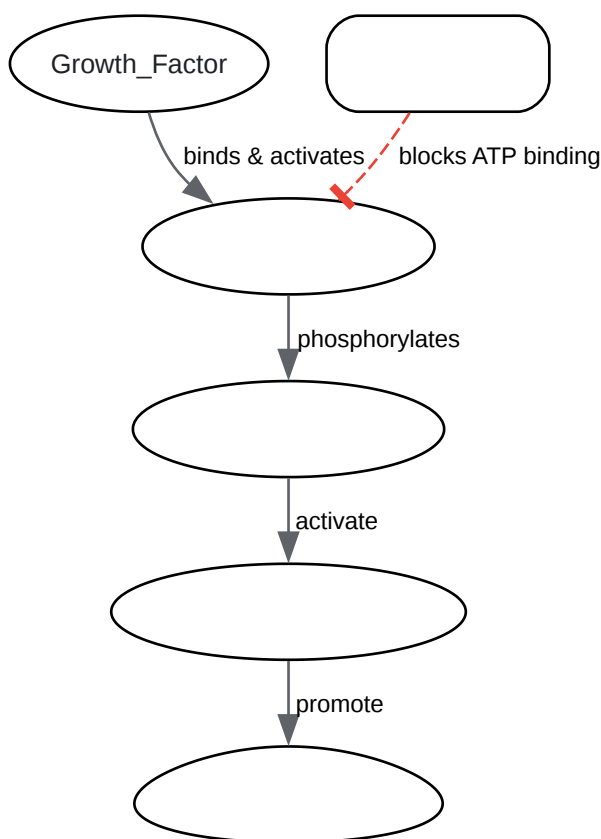 Growth_Factor
binds & activates
blocks ATP binding
phosphorylates
activate
promote